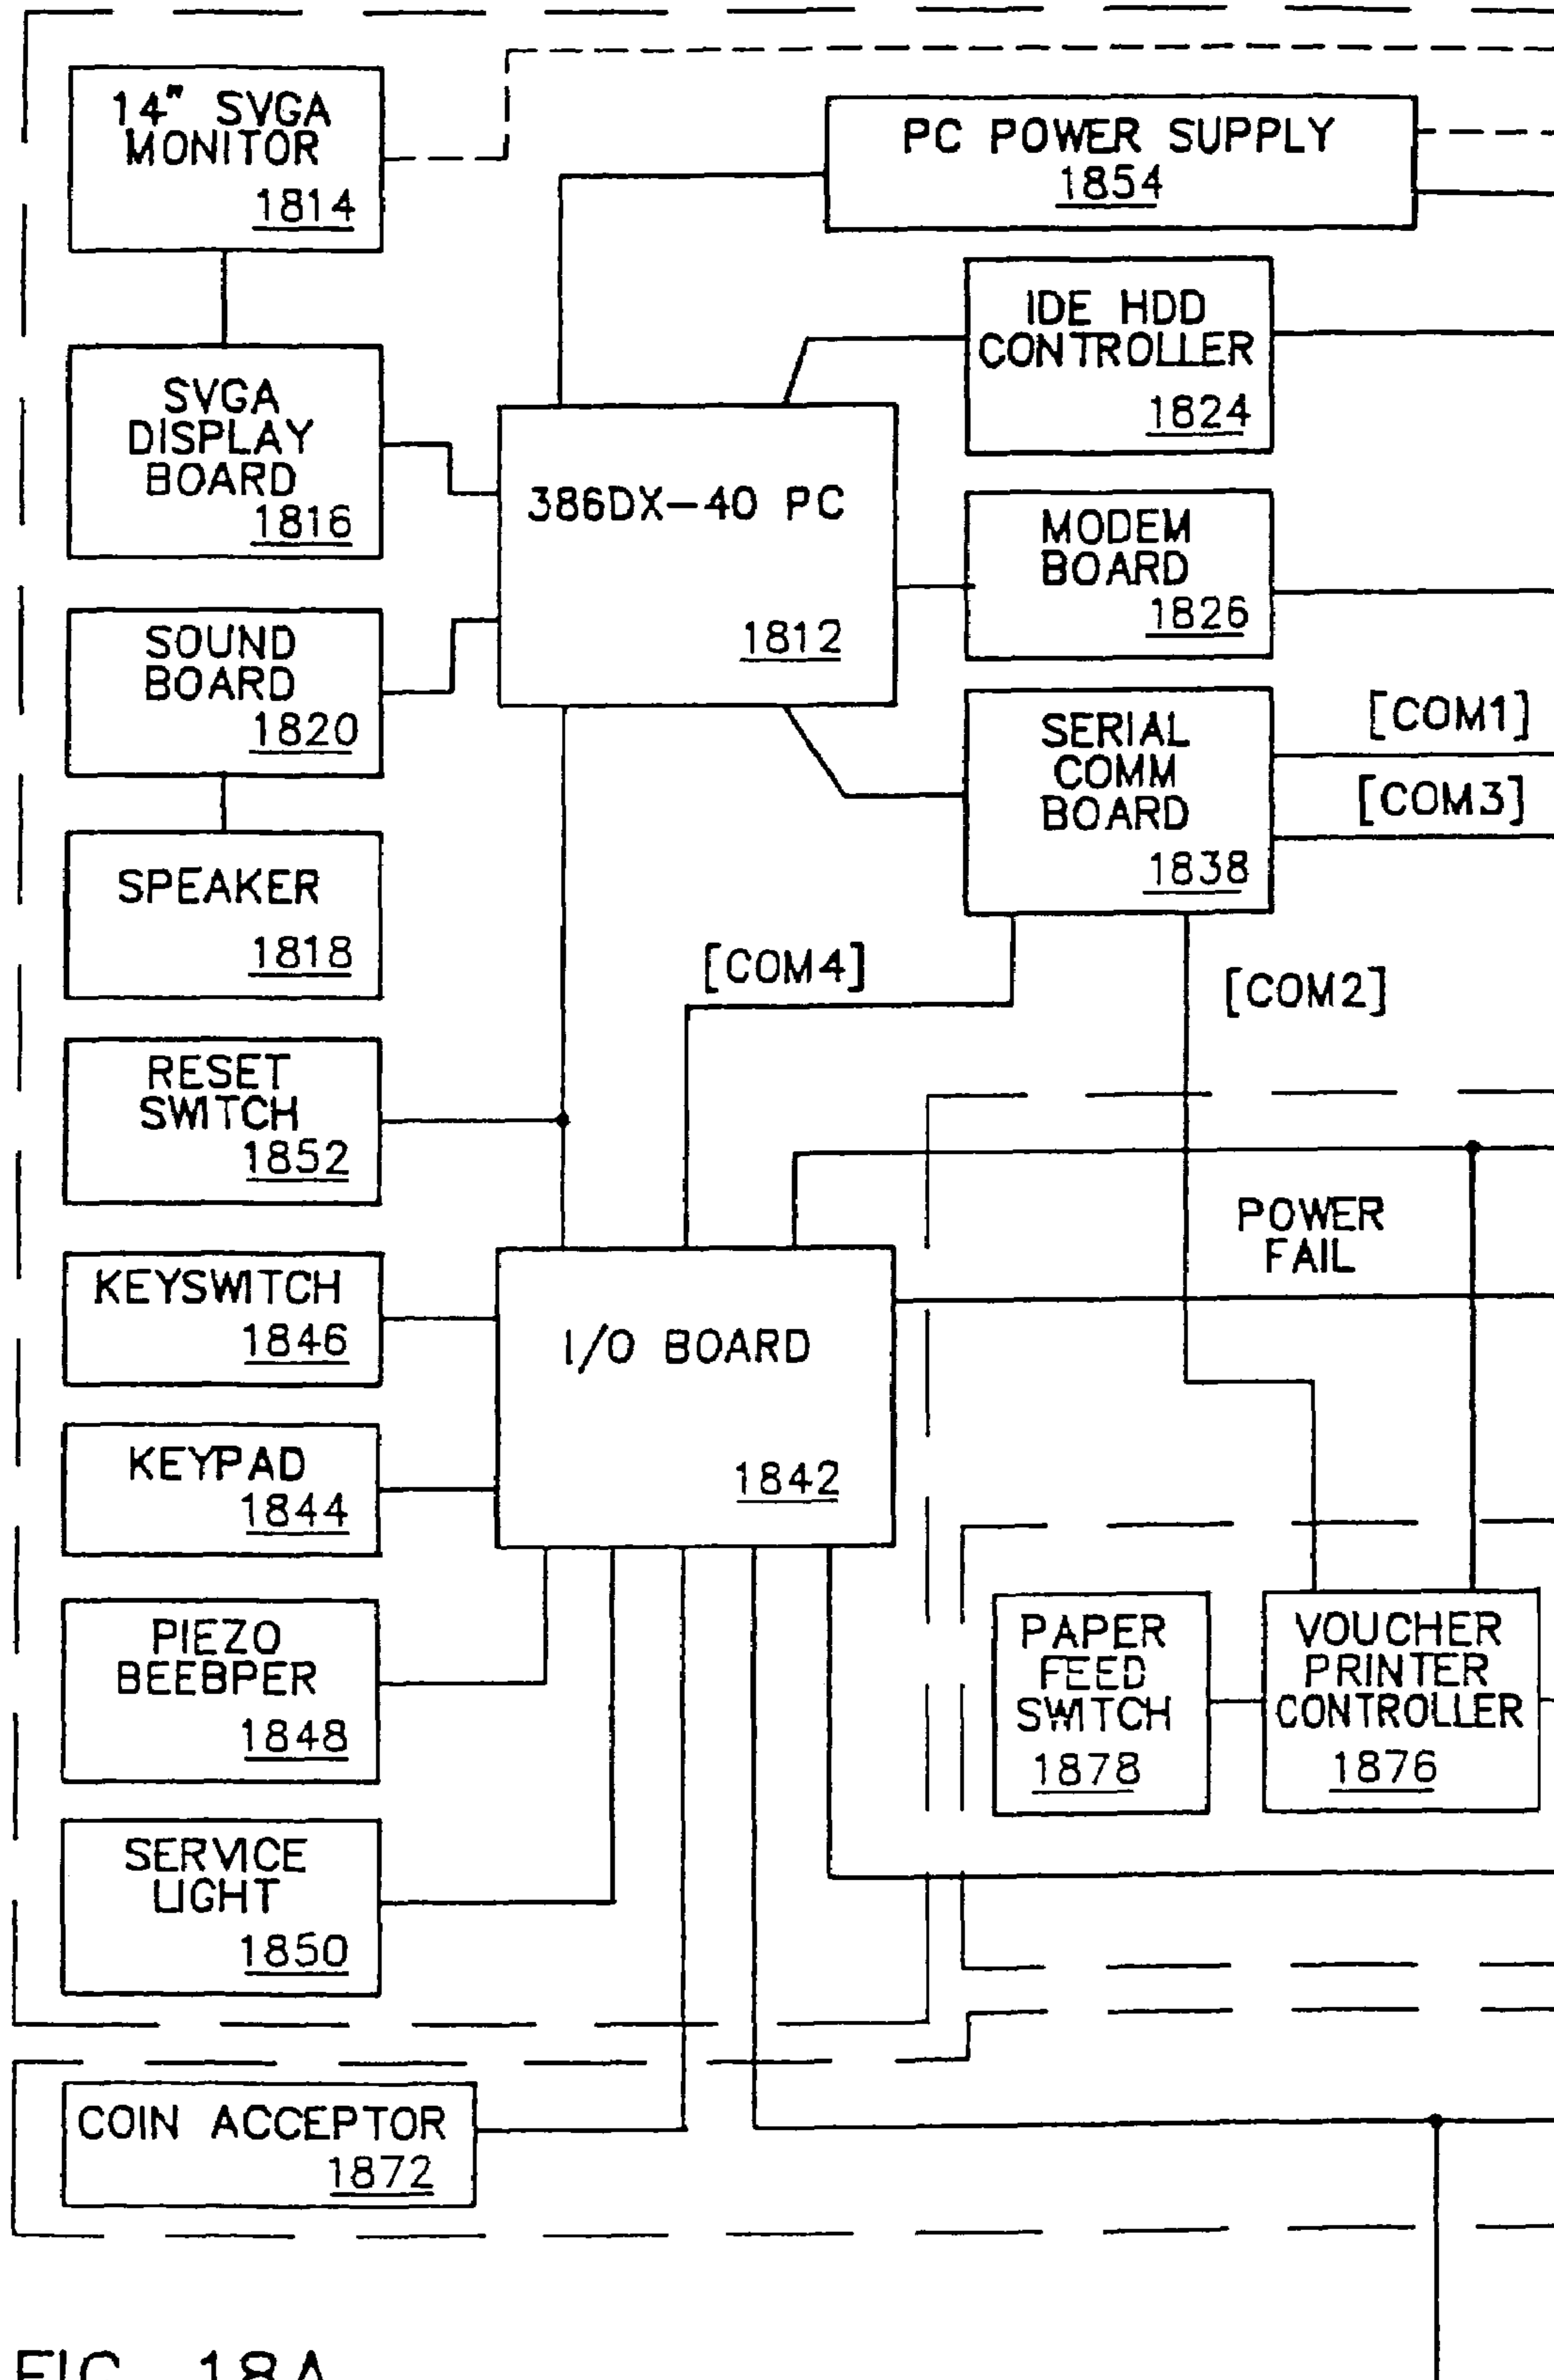 14" SVGA
MONITOR
1814
PC POWER SUPPLY
1854
IDE HDD
CONTROLLER
1824
SVGA
DISPLAY
BOARD
1816
386DX-40 PC
1812
MODEM
BOARD
1826
SOUND
BOARD
1820
SERIAL
COMM
BOARD
1838
[COM1]
[COM3]
SPEAKER
1818
[COM4]
[COM2]
RESET
SWITCH
1852
POWER
FAIL
KEYSWITCH
1846
I/O BOARD
1842
KEYPAD
1844
PIEZO
BEEBPER
1848
PAPER
FEED
SWITCH
1878
VOUCHER
PRINTER
CONTROLLER
1876
SERVICE
LIGHT
1850
COIN ACCEPTOR
1872
FIG. 18A